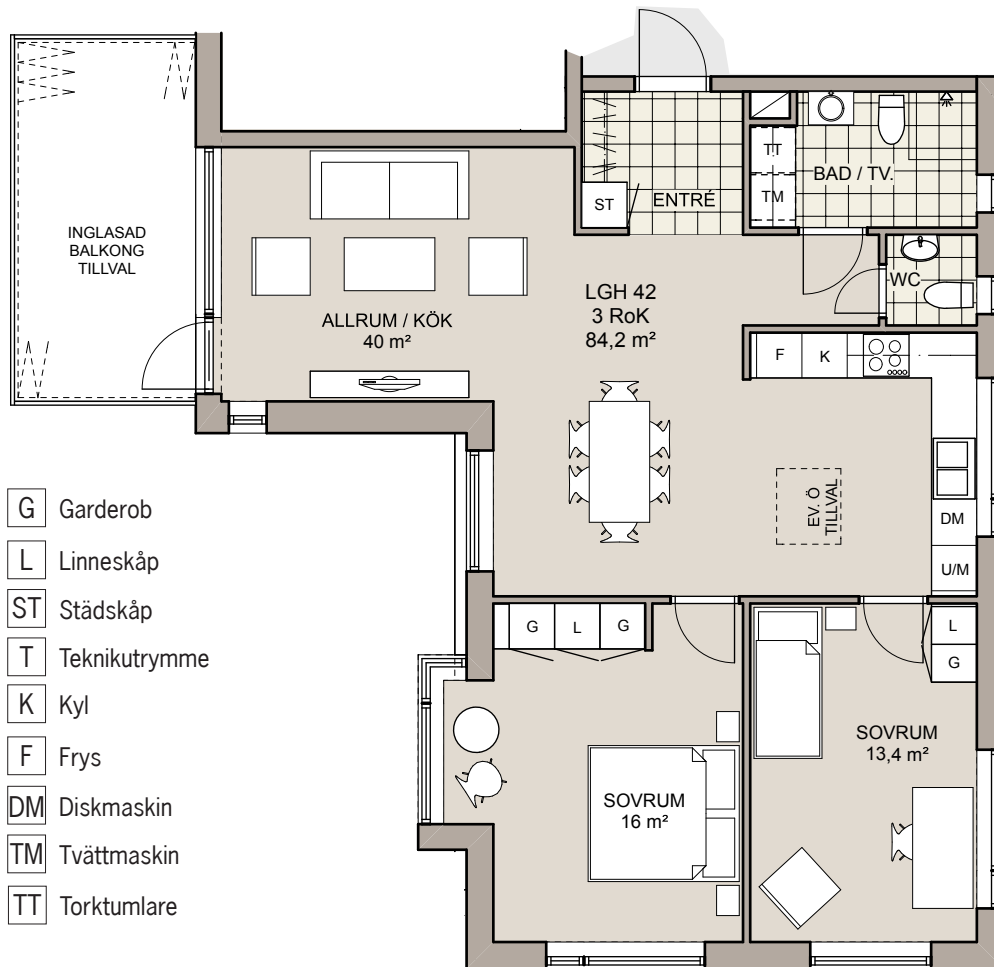 TT
BAD / TV.
TM
ST
ENTRÉ
INGLASAD
BALKONG
TILLVAL
WC
LGH 42
3 RoK
84,2 m²
ALLRUM / KÖK
40 m²
F
K
EV. Ö
TILLVAL
DM
U/M
G
L
G
L
G
SOVRUM
13,4 m²
SOVRUM
16 m²
G Garderob
L Linneskåp
ST Städskåp
T Teknikutrymme
K Kyl
F Frys
DM Diskmaskin
TM Tvättmaskin
TT Torktumlare